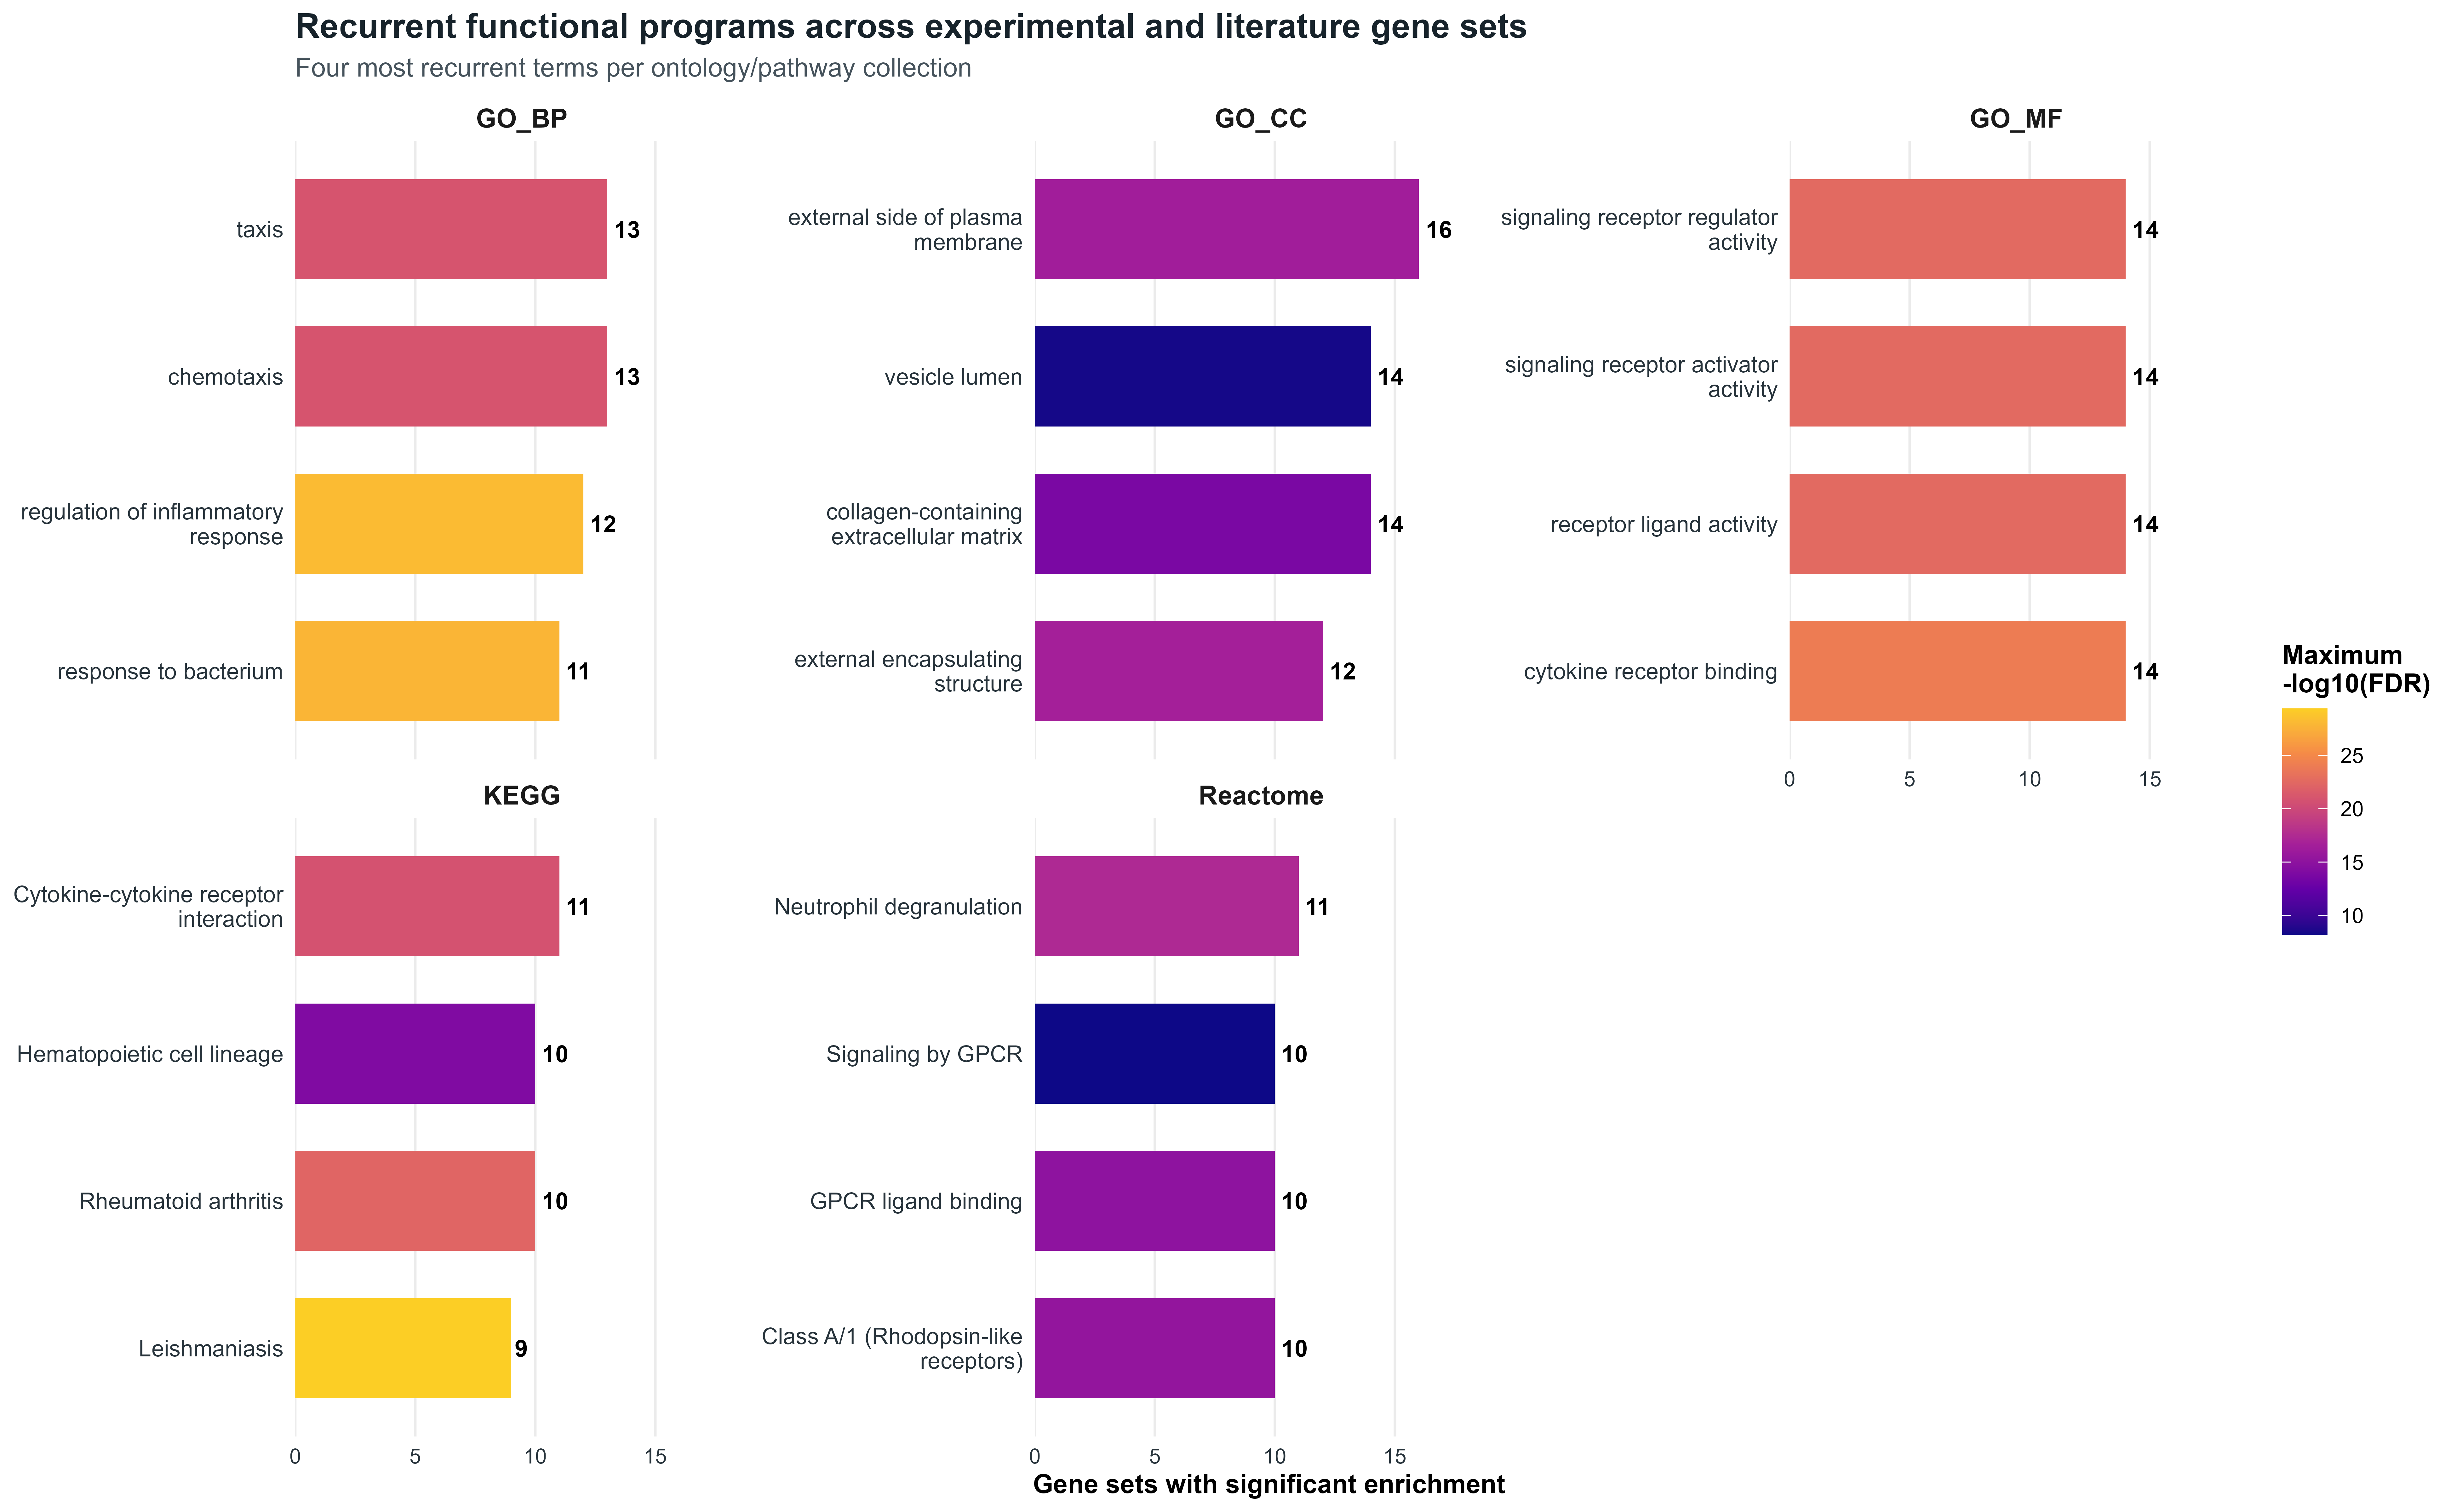 Recurrent functional programs across experimental and literature gene sets
Four most recurrent terms per ontology/pathway collection
GO_BP
taxis
13
chemotaxis
13
regulation of inflammatory
response
12
response to bacterium
11
GO_CC
external side of plasma
membrane
16
vesicle lumen
14
collagen-containing
extracellular matrix
14
external encapsulating
structure
12
GO_MF
signaling receptor regulator
activity
14
signaling receptor activator
activity
14
receptor ligand activity
14
cytokine receptor binding
14
0 5 10 15
KEGG
Cytokine-cytokine receptor
interaction
11
Hematopoietic cell lineage
10
Rheumatoid arthritis
10
Leishmaniasis
9
0 5 10 15
Reactome
Neutrophil degranulation
11
Signaling by GPCR
10
GPCR ligand binding
10
Class A/1 (Rhodopsin-like
receptors)
10
0 5 10 15
Gene sets with significant enrichment
Maximum
-log10(FDR)
25
20
15
10